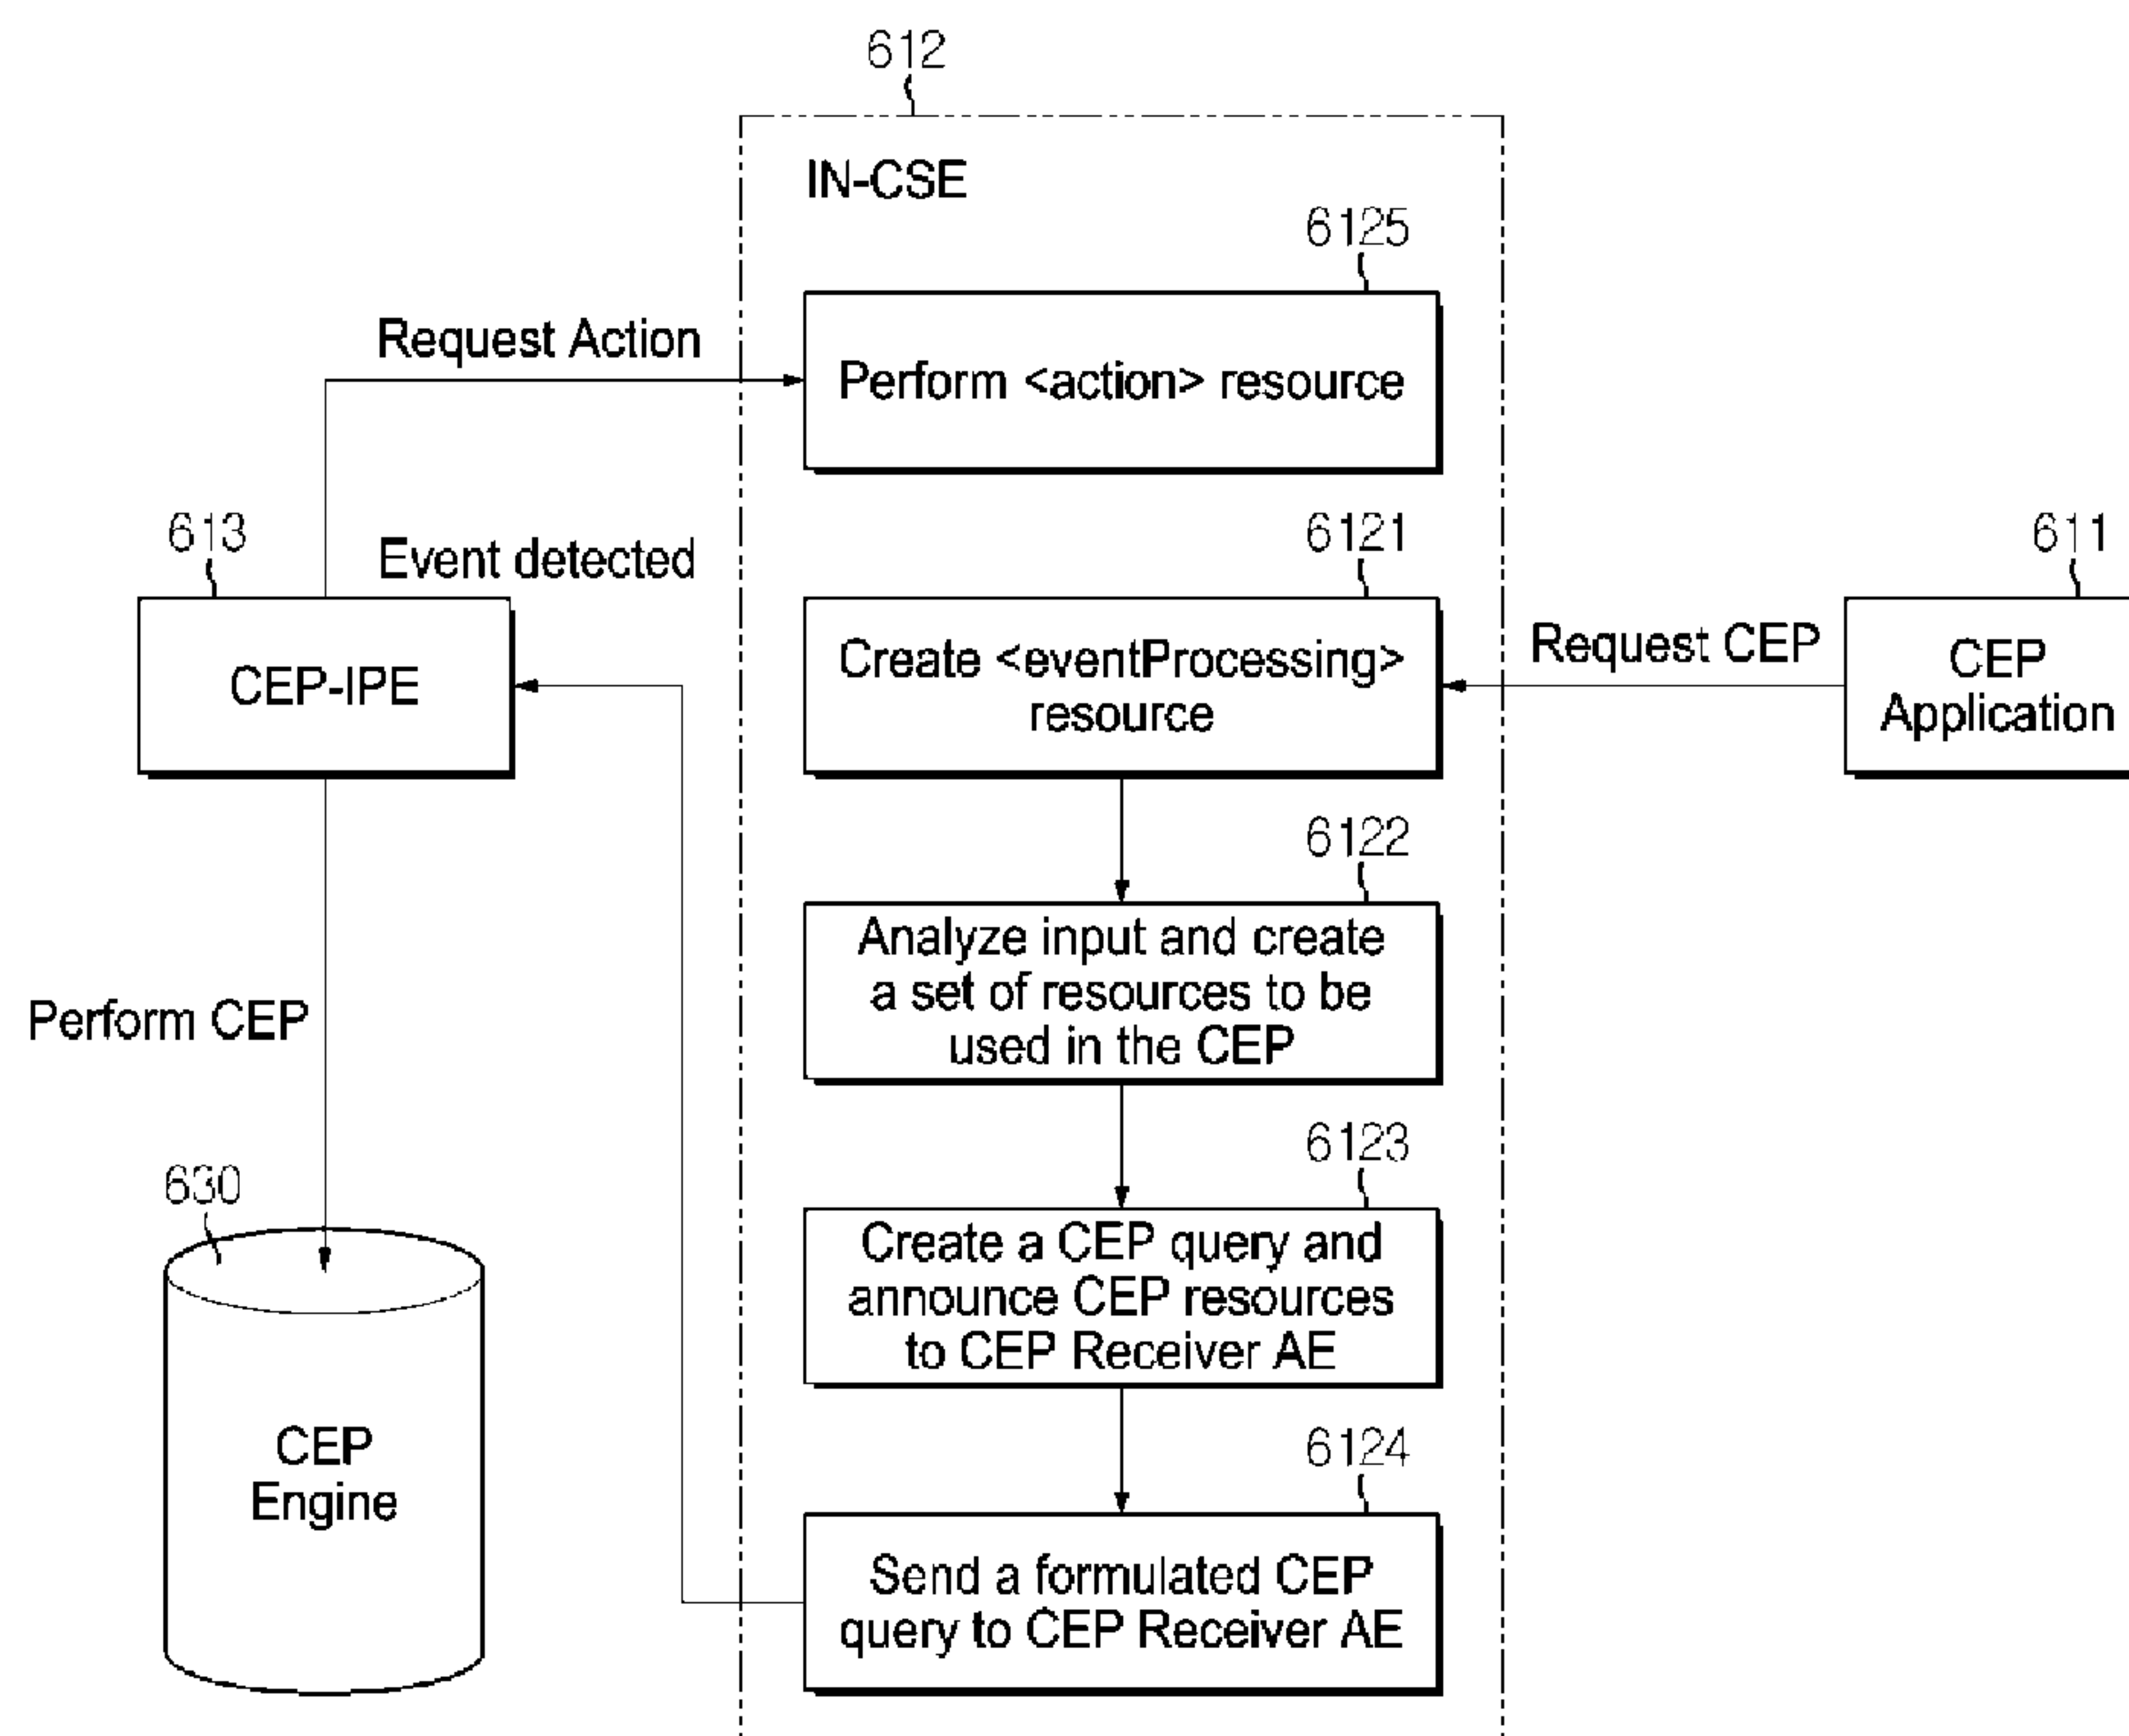 612
IN-CSE
6125
Request Action
Perform <action> resource
613
Event detected
6121
611
CEP-IPE
Create <eventProcessing>
resource
Request CEP
CEP
Application
6122
Analyze input and create
a set of resources to be
used in the CEP
Perform CEP
6123
630
Create a CEP query and
announce CEP resources
to CEP Receiver AE
CEP
Engine
6124
Send a formulated CEP
query to CEP Receiver AE